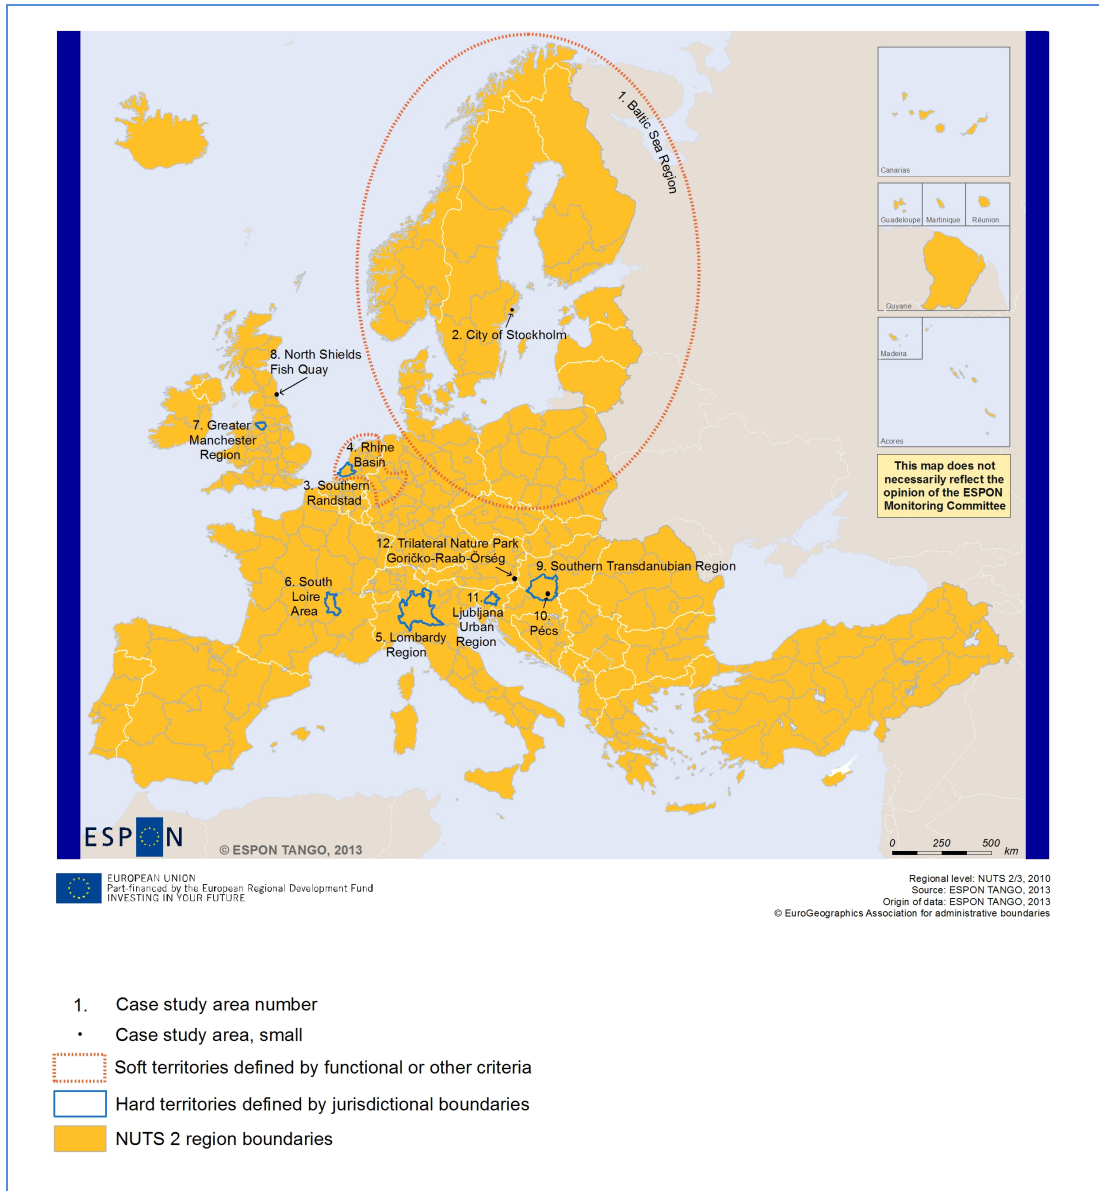 1. Baltic Sea Region
Canarias
Guadeloupe
Martinique
Réunion
Guyane
Madeira
Acores
2. City of Stockholm
8. North Shields
Fish Quay
7. Greater
Manchester
Region
4. Rhine
Basin
3. Southern
Randstad
This map does not
necessarily reflect the
opinion of the ESPON
Monitoring Committee
12. Trilateral Nature Park
Goričko-Raab-Örség
9. Southern Transdanubian Region
6. South
Loire
Area
11.
Ljubljana
Urban
Region
10.
Pécs
5. Lombardy
Region
ESPON
© ESPON TANGO, 2013
0 250 500
km
EUROPEAN UNION
Part-financed by the European Regional Development Fund
INVESTING IN YOUR FUTURE
Regional level: NUTS 2/3, 2010
Source: ESPON TANGO, 2013
Origin of data: ESPON TANGO, 2013
© EuroGeographics Association for administrative boundaries
1. Case study area number
· Case study area, small
Soft territories defined by functional or other criteria
Hard territories defined by jurisdictional boundaries
NUTS 2 region boundaries